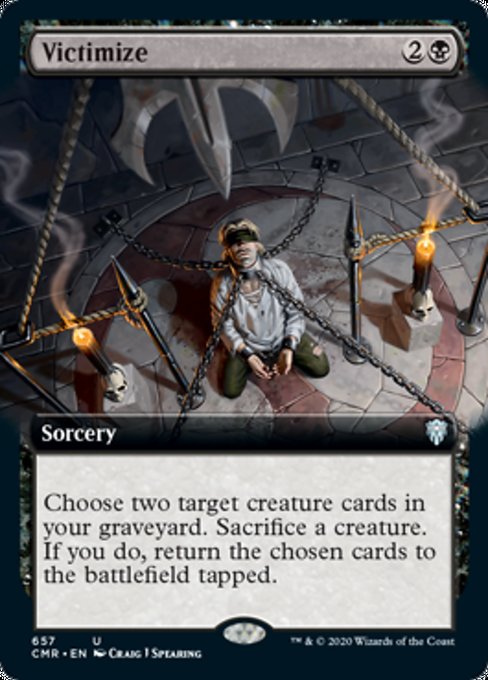 Victimize 2
Sorcery
Choose two target creature cards in
your graveyard. Sacrifice a creature.
If you do, return the chosen cards to
the battlefield tapped.
657 U
CMR • EN Craig J Spearing
™ & © 2020 Wizards of the Coast